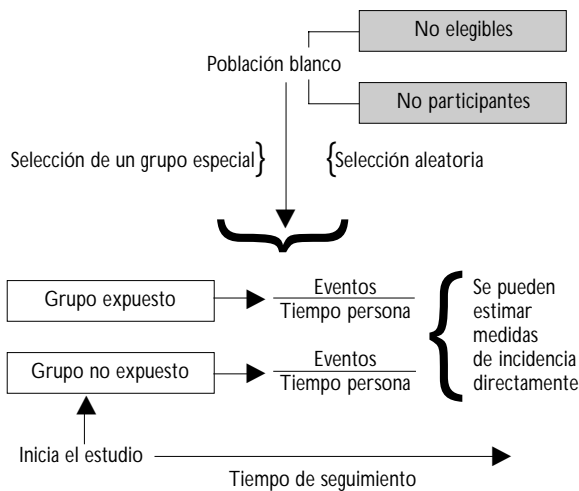 No elegibles
Población blanco
No participantes
Selección de un grupo especial}
{Selección aleatoria
Grupo expuesto
Eventos
Tiempo persona
Se pueden
estimar
medidas
de incidencia
directamente
Grupo no expuesto
Eventos
Tiempo persona
Inicia el estudio
Tiempo de seguimiento